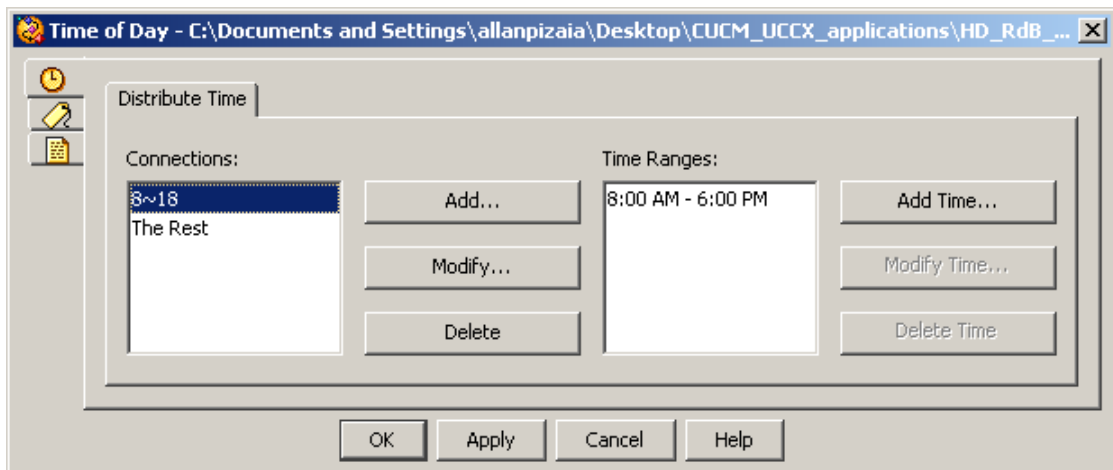 Time of Day - C:\Documents and Settings\allanpizaia\Desktop\CUCM_UCCX_applications\HD_RdB_...
Distribute Time
Connections:
Time Ranges:
8~18
The Rest
Add...
Modify...
Delete
8:00 AM - 6:00 PM
Add Time...
Modify Time...
Delete Time
OK
Apply
Cancel
Help